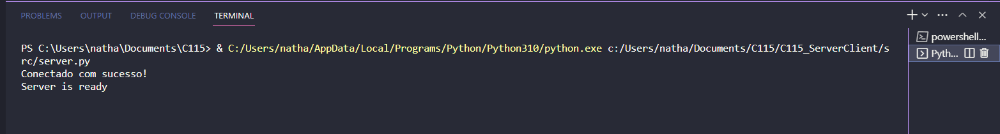 PROBLEMS OUTPUT DEBUG CONSOLE TERMINAL
PS C:\Users\natha\Documents\C115> & C:/Users/natha/AppData/Local/Programs/Python/Python310/python.exe c:/Users/natha/Documents/C115/C115_ServerClient/s
rc/server.py
Conectado com sucesso!
Server is ready
powershell...
Pyth...